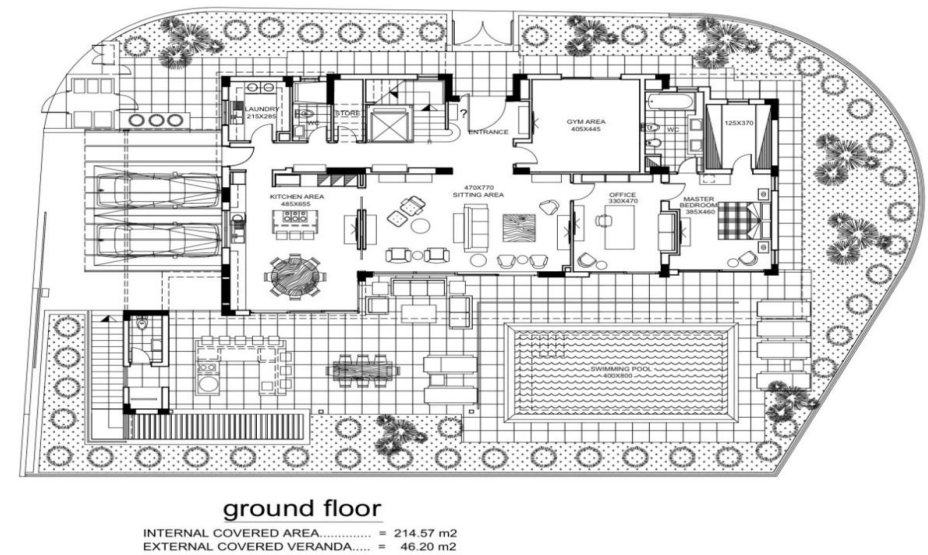 LAUNDRY
215X285
WC
STORE
?
ENTRANCE
GYM AREA
405X445
WC
125X370
KITCHEN AREA
485X655
470X770
SITTING AREA
OFFICE
330X470
MASTER
BEDROOM
385X460
SWIMMING POOL
400X800
ground floor
INTERNAL COVERED AREA.............. = 214.57 m2
EXTERNAL COVERED VERANDA..... = 46.20 m2